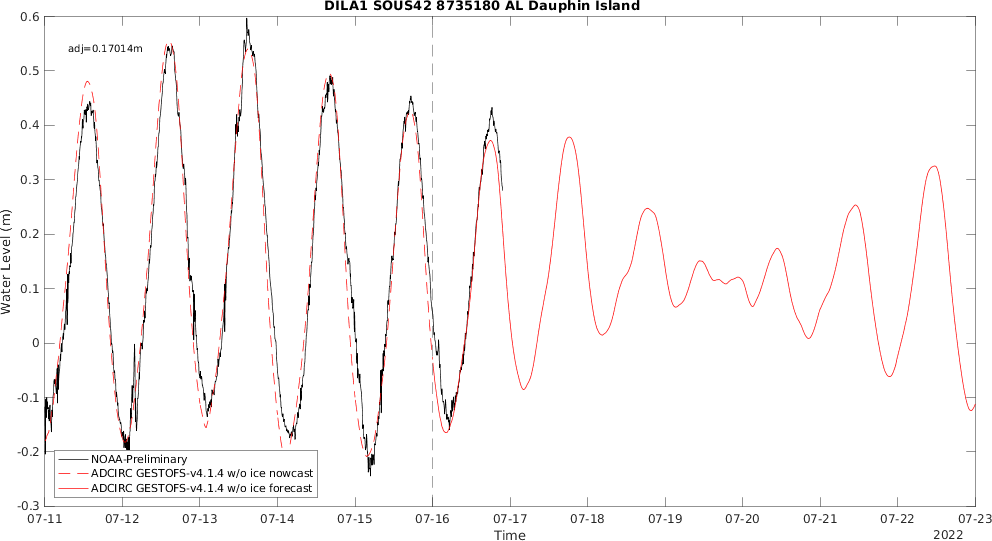 DILA1 SOUS42 8735180 AL Dauphin Island
adj=0.17014m
0.6
0.5
0.4
0.3
0.2
0.1
0
-0.1
-0.2
-0.3
Water Level (m)
NOAA-Preliminary
ADCIRC GESTOFS-v4.1.4 w/o ice nowcast
ADCIRC GESTOFS-v4.1.4 w/o ice forecast
07-11 07-12 07-13 07-14 07-15 07-16 07-17 07-18 07-19 07-20 07-21 07-22 07-23
Time
2022